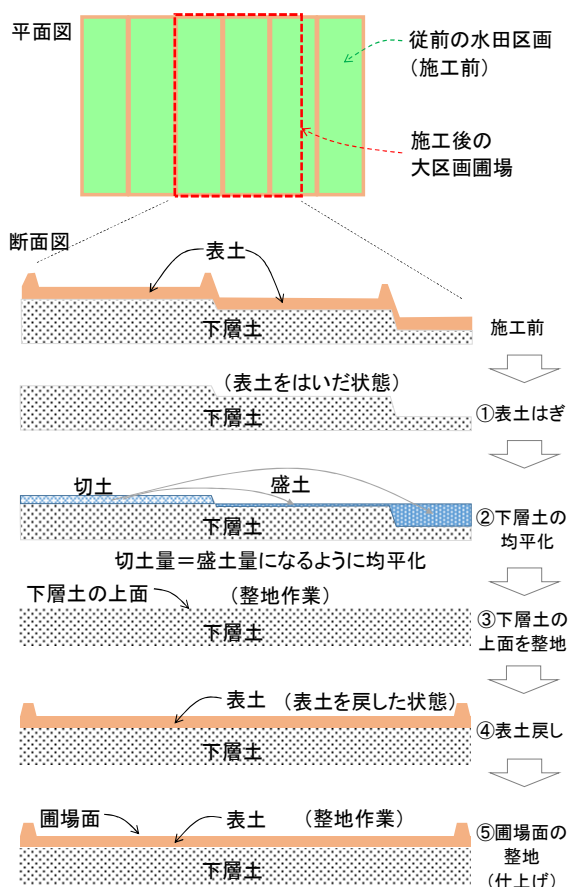 平面図
従前の水田区画
（施工前）
施工後の
大区画圃場
断面図
表土
下層土
施工前
（表土をはいだ状態）
下層土
①表土はぎ
切土
盛土
下層土
②下層土の
均平化
切土量＝盛土量になるように均平化
下層土の上面
（整地作業）
下層土
③下層土の
上面を整地
表土
（表土を戻した状態）
下層土
④表土戻し
圃場面
表土
（整地作業）
下層土
⑤圃場面の
整地
（仕上げ）